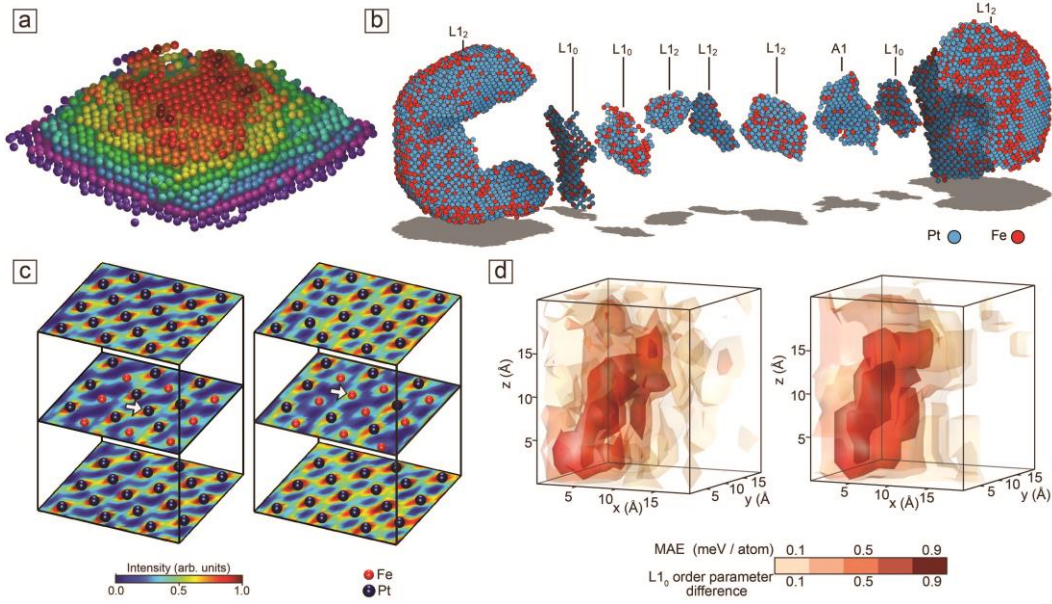 a
b
L1₂
L1₀
L1₀
L1₂
L1₂
L1₂
A1
L1₀
L1₂
Pt
Fe
c
Intensity (arb. units)
0.0
1.0
Fe
Pt
d
z (Å)
15
10
5
5
10
15
x (Å)
5
10
15
y (Å)
z (Å)
15
10
5
5
10
15
x (Å)
5
10
15
y (Å)
MAE (meV / atom)
0.1 0.5 0.9
L1₀ order parameter
difference
0.1 0.5 0.9